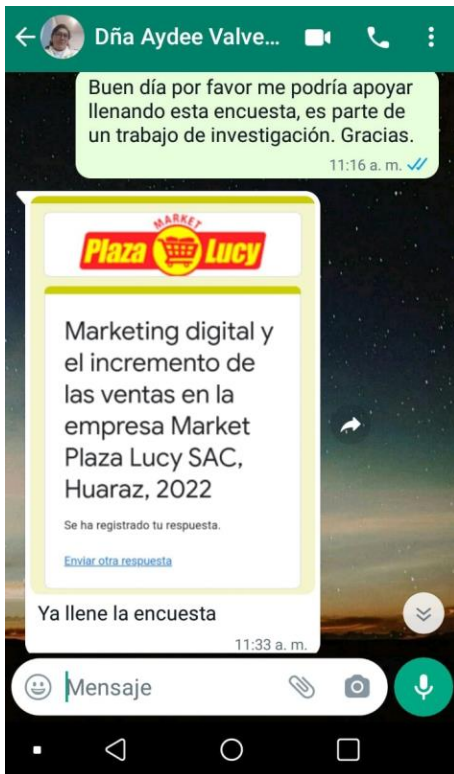 Dña Aydee Valve...
Buen día por favor me podría apoyar
llenando esta encuesta, es parte de
un trabajo de investigación. Gracias.
11:16 a. m.
MARKET
Plaza Lucy
Marketing digital y
el incremento de
las ventas en la
empresa Market
Plaza Lucy SAC,
Huaraz, 2022
Se ha registrado tu respuesta.
Enviar otra respuesta
Ya llene la encuesta
11:33 a. m.
Mensaje